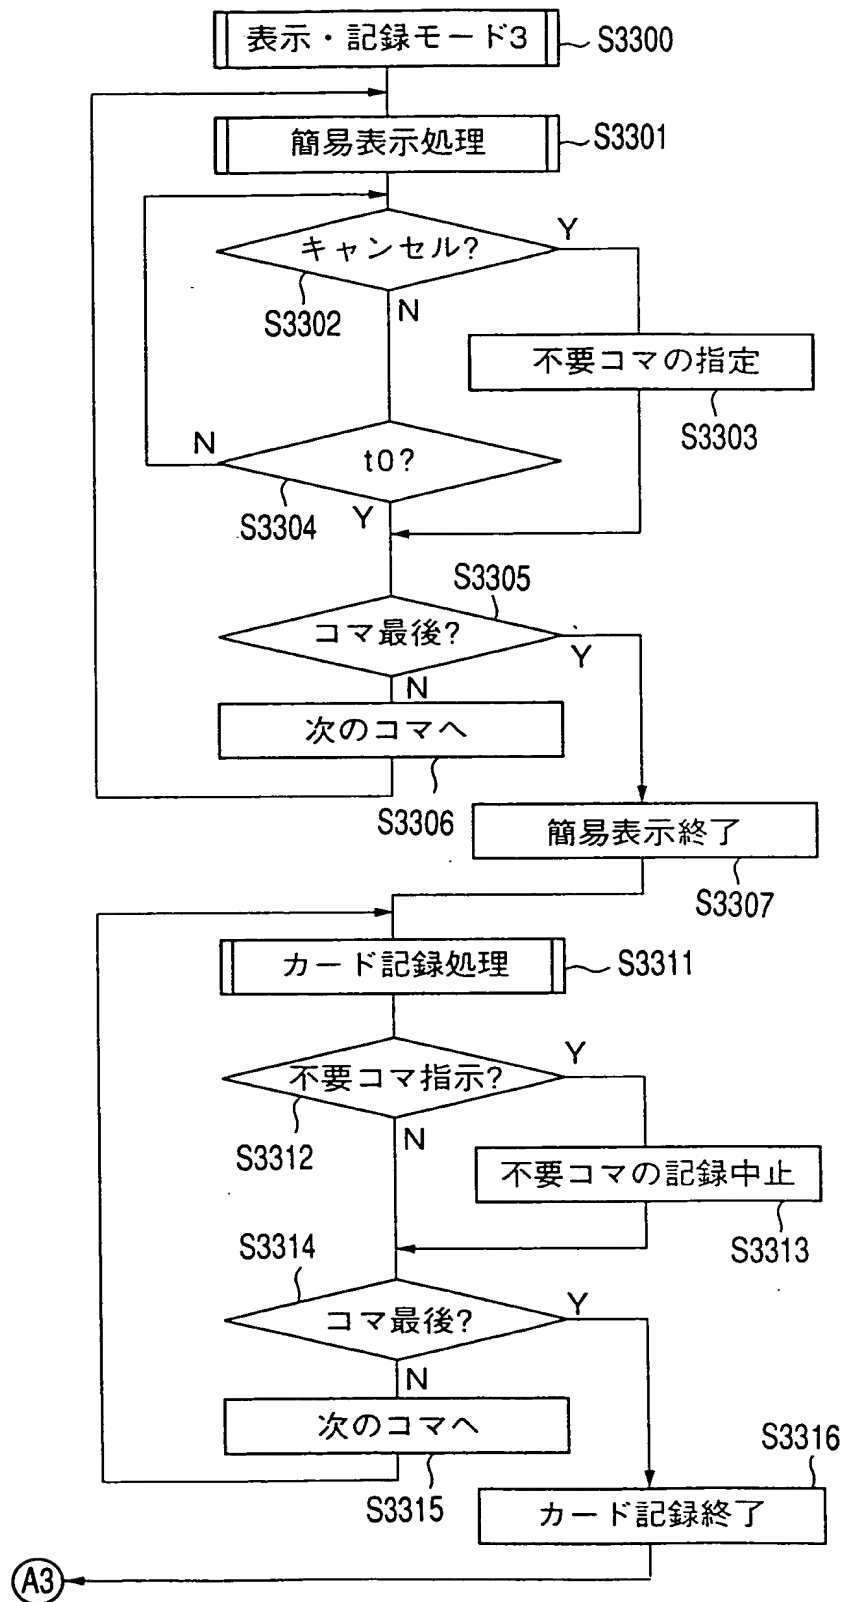 表示・記録モード3
S3300
簡易表示処理
S3301
キャンセル?
Y
S3302
N
不要コマの指定
S3303
N
t0?
S3304
Y
S3305
コマ最後?
Y
N
次のコマへ
S3306
簡易表示終了
S3307
カード記録処理
S3311
不要コマ指示?
Y
S3312
N
不要コマの記録中止
S3313
S3314
コマ最後?
Y
N
次のコマへ
S3315
S3316
カード記録終了
A3